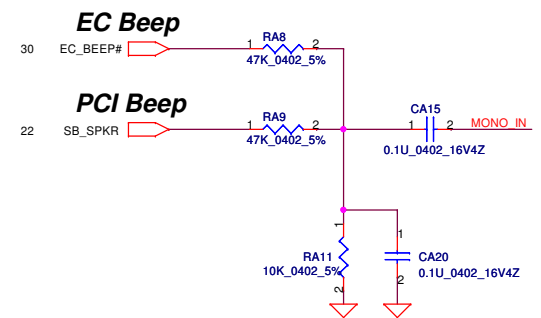 EC Beep
30 EC_BEEP# 1 RA8 2
47K_0402_5%
PCI Beep
22 SB_SPKR 1 RA9 2
47K_0402_5%
CA15
1 2 MONO_IN
0.1U_0402_16V4Z
1 1
RA11 CA20
10K_0402_5% 0.1U_0402_16V4Z
2 2